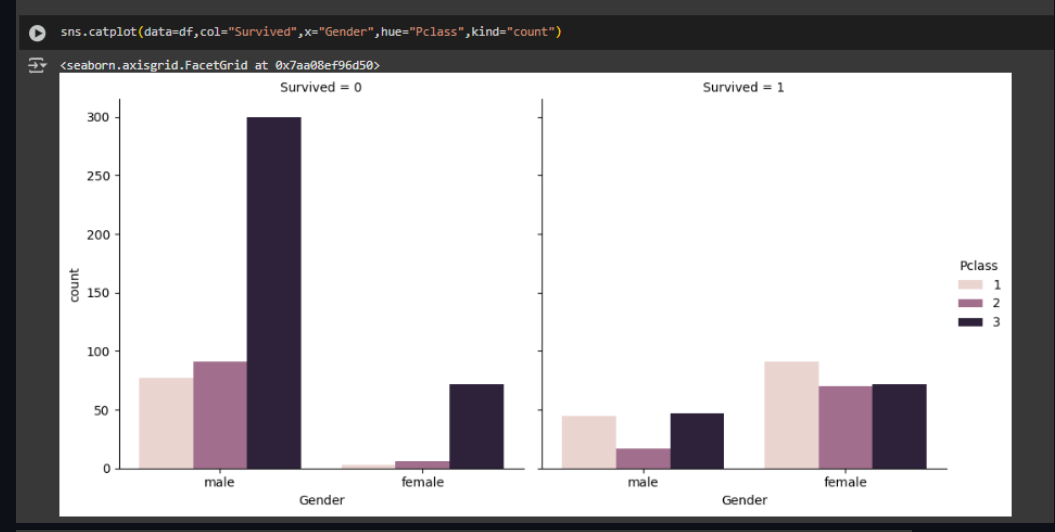 sns.catplot(data=df,col="Survived",x="Gender",hue="Pclass",kind="count")
<seaborn.axisgrid.FacetGrid at 0x7aa08ef96d50>
Survived = 0
Survived = 1
300
250
200
150
100
50
0
count
male
female
Gender
male
female
Gender
Pclass
1
2
3